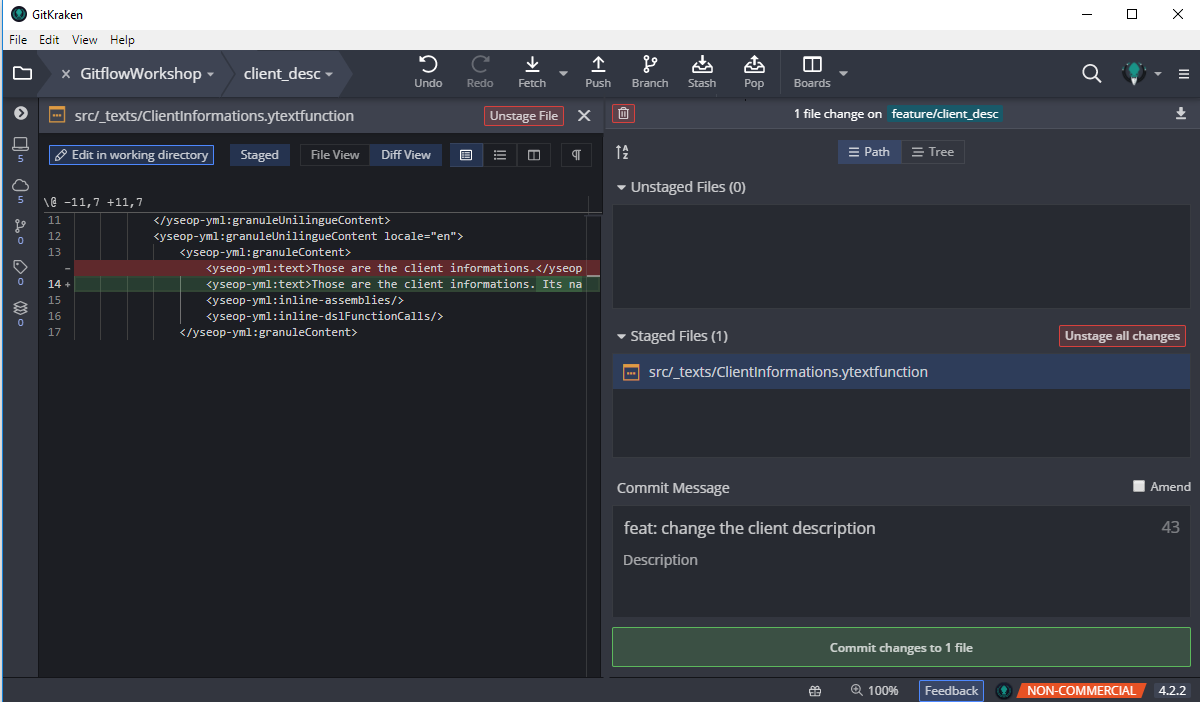 GitKraken
File Edit View Help
GitflowWorkshop client_desc Undo Redo Fetch Push Branch Stash Pop Boards
src/_texts/ClientInformations.ytextfunction Unstage File
1 file change on feature/client_desc
5
5
0
0
0
Edit in working directory Staged File View Diff View
Path Tree
\@ -11,7 +11,7
11 </yseop-yml:granuleUnilingueContent>
12 <yseop-yml:granuleUnilingueContent locale="en">
13 <yseop-yml:granuleContent>
- <yseop-yml:text>Those are the client informations.</yseop
14 + <yseop-yml:text>Those are the client informations. Its na
15 <yseop-yml:inline-assemblies/>
16 <yseop-yml:inline-dslFunctionCalls/>
17 </yseop-yml:granuleContent>
Unstaged Files (0)
Staged Files (1) Unstage all changes
src/_texts/ClientInformations.ytextfunction
Commit Message Amend
feat: change the client description 43
Description
Commit changes to 1 file
100% Feedback NON-COMMERCIAL 4.2.2